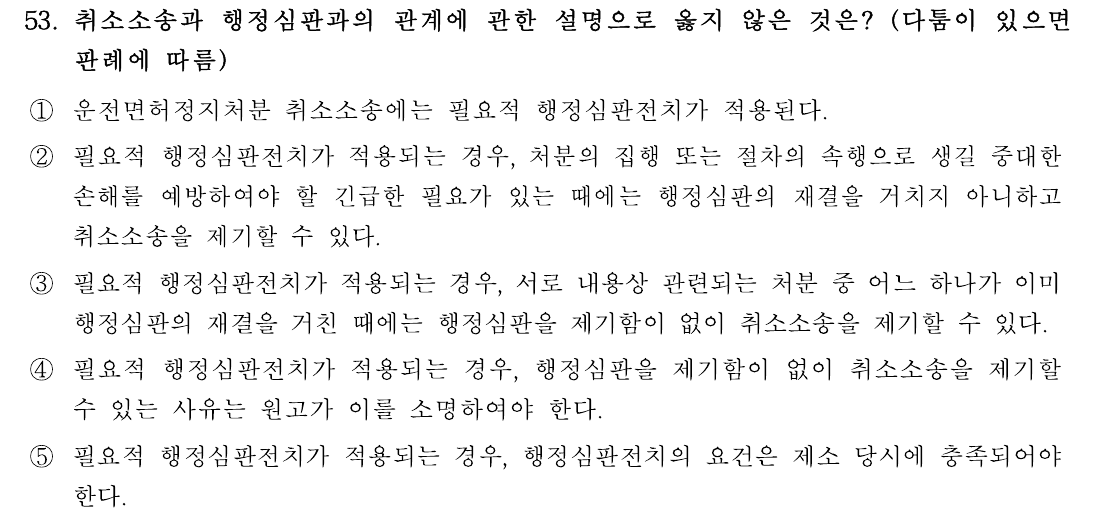 53. 취소소송과 행정심판과의 관계에 관한 설명으로 옳지 않은 것은? (다툼이 있으면
판례에 따름)
① 운전면허정지처분 취소소송에는 필요적 행정심판전치가 적용된다.
② 필요적 행정심판전치가 적용되는 경우, 처분의 집행 또는 절차의 속행으로 생길 중대한
손해를 예방하여야 할 긴급한 필요가 있는 때에는 행정심판의 재결을 거치지 아니하고
취소소송을 제기할 수 있다.
③ 필요적 행정심판전치가 적용되는 경우, 서로 내용상 관련되는 처분 중 어느 하나가 이미
행정심판의 재결을 거친 때에는 행정심판을 제기함이 없이 취소소송을 제기할 수 있다.
④ 필요적 행정심판전치가 적용되는 경우, 행정심판을 제기함이 없이 취소소송을 제기할
수 있는 사유는 원고가 이를 소명하여야 한다.
⑤ 필요적 행정심판전치가 적용되는 경우, 행정심판전치의 요건은 제소 당시에 충족되어야
한다.